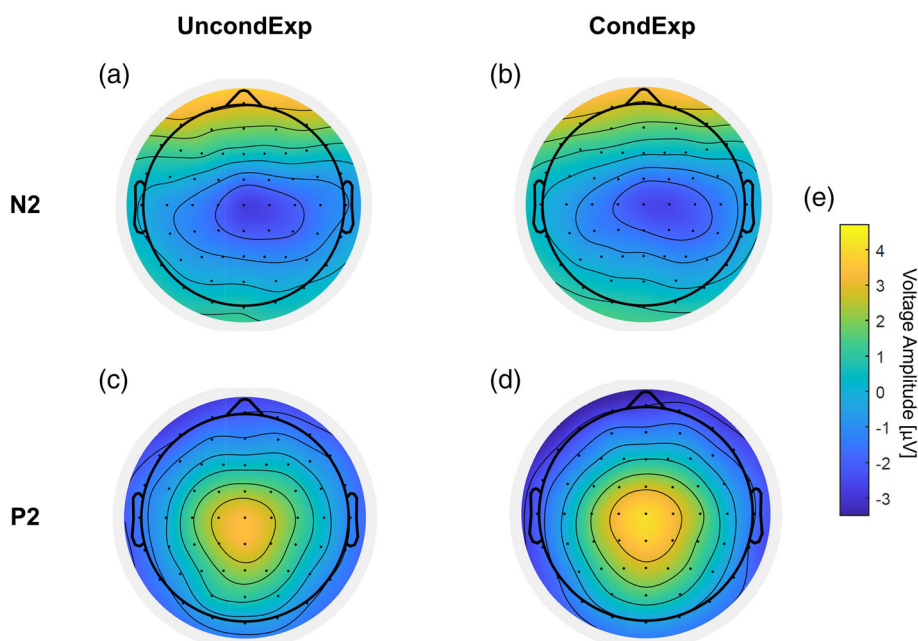 UncondExp
CondExp
(a)
(b)
N2
(e)
4
3
2
1
0
-1
-2
-3
Voltage Amplitude [μV]
(c)
(d)
P2